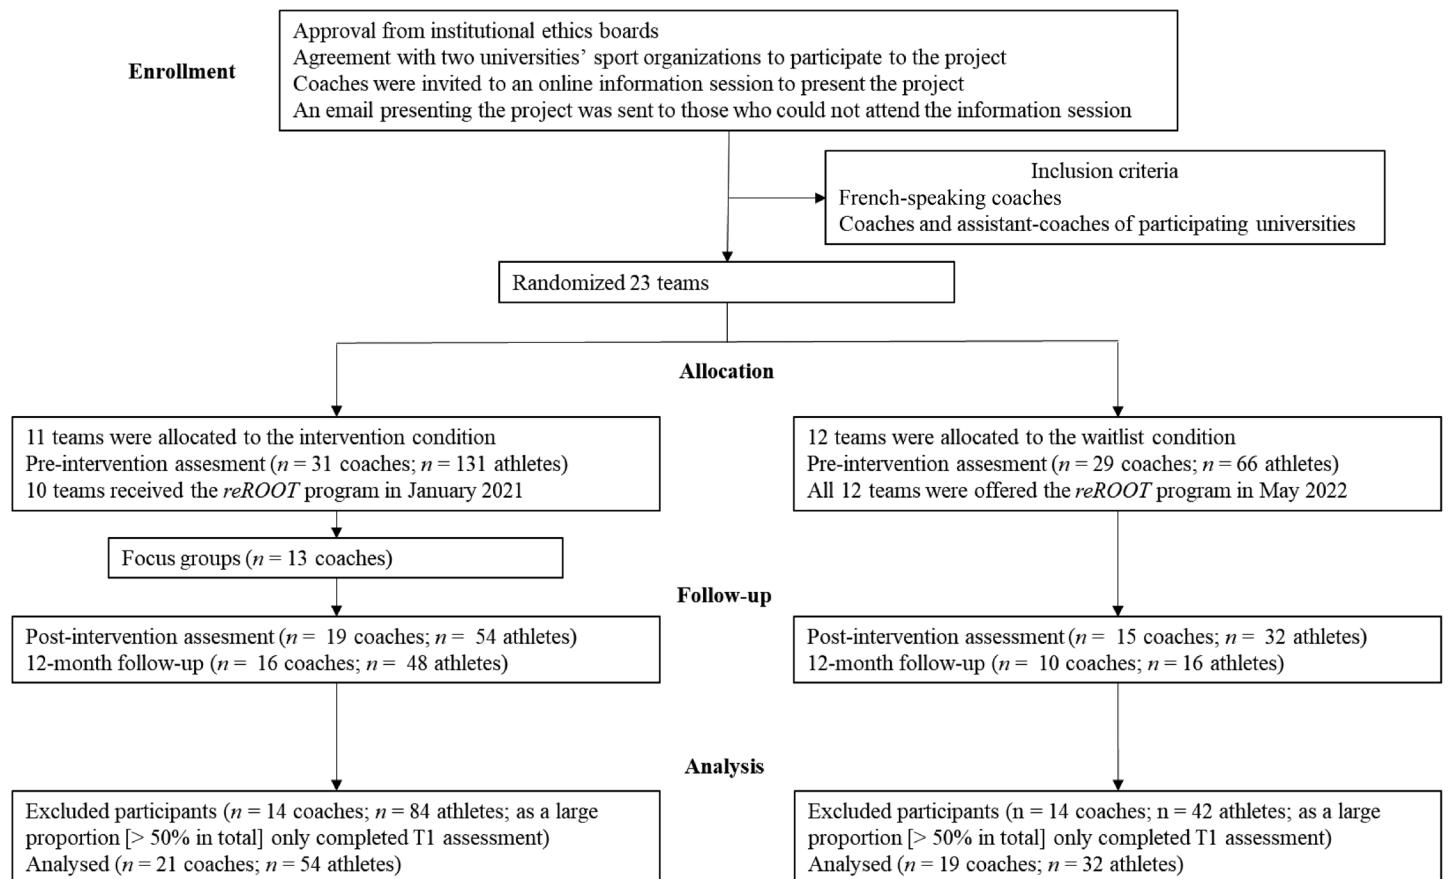 Enrollment
Approval from institutional ethics boards
Agreement with two universities’ sport organizations to participate to the project
Coaches were invited to an online information session to present the project
An email presenting the project was sent to those who could not attend the information session
Inclusion criteria
French-speaking coaches
Coaches and assistant-coaches of participating universities
Randomized 23 teams
Allocation
11 teams were allocated to the intervention condition
Pre-intervention assesment (n = 31 coaches; n = 131 athletes)
10 teams received the reROOT program in January 2021
12 teams were allocated to the waitlist condition
Pre-intervention assesment (n = 29 coaches; n = 66 athletes)
All 12 teams were offered the reROOT program in May 2022
Focus groups (n = 13 coaches)
Follow-up
Post-intervention assesment (n = 19 coaches; n = 54 athletes)
12-month follow-up (n = 16 coaches; n = 48 athletes)
Post-intervention assessment (n = 15 coaches; n = 32 athletes)
12-month follow-up (n = 10 coaches; n = 16 athletes)
Analysis
Excluded participants (n = 14 coaches; n = 84 athletes; as a large
proportion [> 50% in total] only completed T1 assessment)
Analysed (n = 21 coaches; n = 54 athletes)
Excluded participants (n = 14 coaches; n = 42 athletes; as a large
proportion [> 50% in total] only completed T1 assessment)
Analysed (n = 19 coaches; n = 32 athletes)